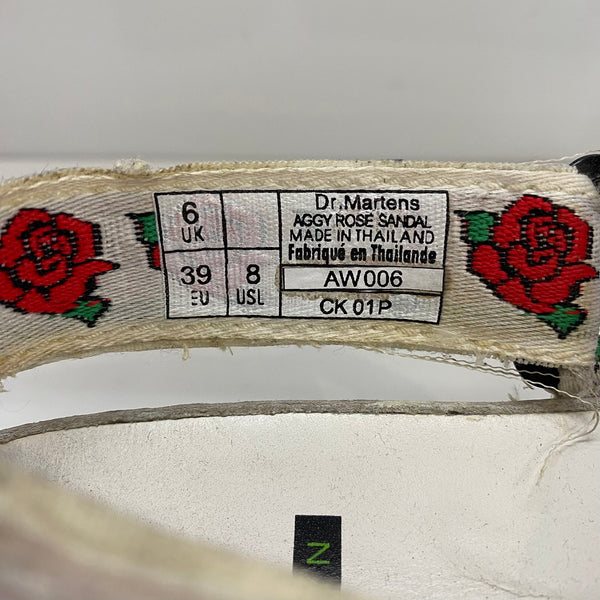 6
UK
39
EU
8
USL
Dr.Martens
AGGY ROSE SANDAL
MADE IN THAILAND
Fabriqué en Thaïlande
AW006
CK 01P
N